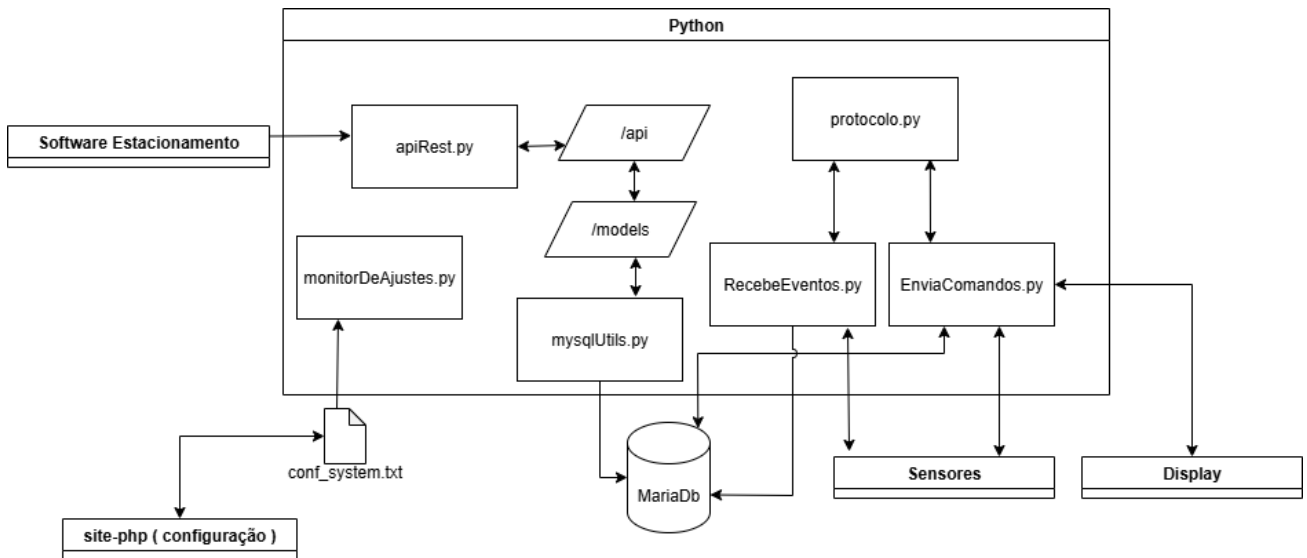 Python
protocolo.py
/api
Software Estacionamento
apiRest.py
/models
monitorDeAjustes.py
RecebeEventos.py
EnviaComandos.py
mysqlUtils.py
conf_system.txt
Sensores
Display
MariaDb
site-php ( configuração )